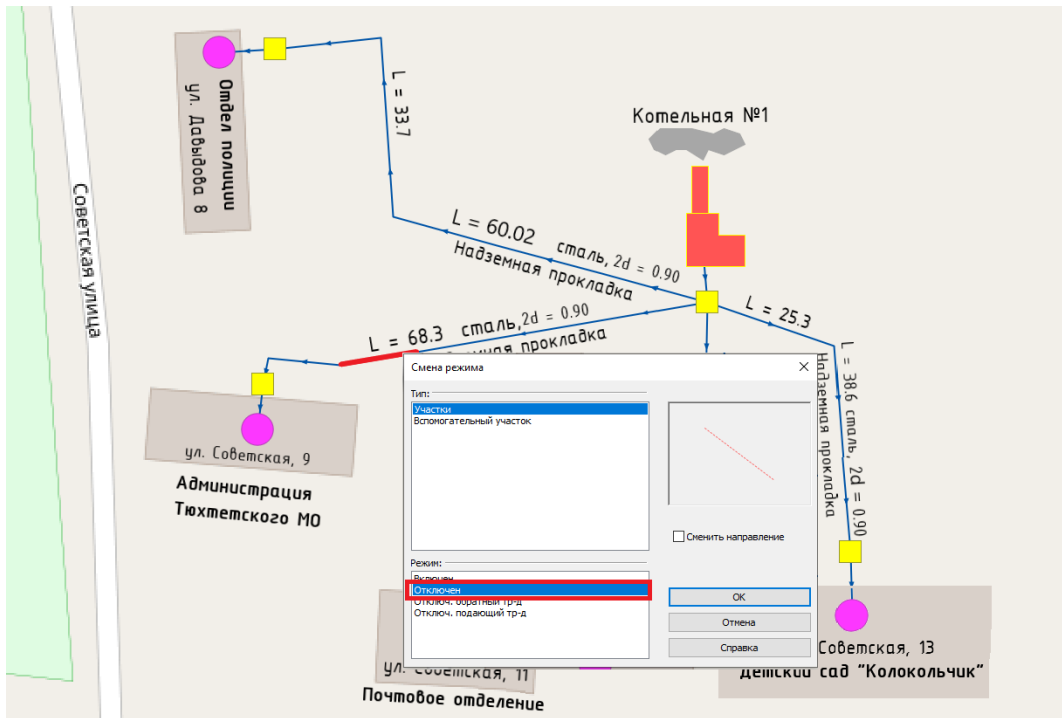 Котельная №1
Отдел полиции
ул. Давыдова 8
L = 33.7
Советская улица
L = 60.02 сталь, 2d = 0.90
Надземная прокладка
L = 25.3
L = 68.3 сталь, 2d = 0.90
прокладка
L = 38.6 сталь, 2d = 0.90
Надземная прокладка
ул. Советская, 9
Администрация
Тюхтетского МО
Смена режима
Тип:
Участки
Вспомогательный участок
Сменить направление
Режим:
Включен
Отключен
Отключ. обратный тр-д
Отключ. подающий тр-д
OK
Отмена
Справка
Советская, 13
Детский сад "Колокольчик"
ул. Советская, 11
Почтовое отделение